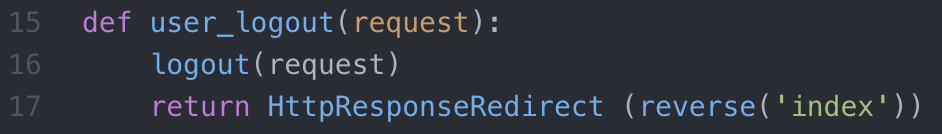 15 def user_logout(request):
16 logout(request)
17 return HttpResponseRedirect (reverse('index'))